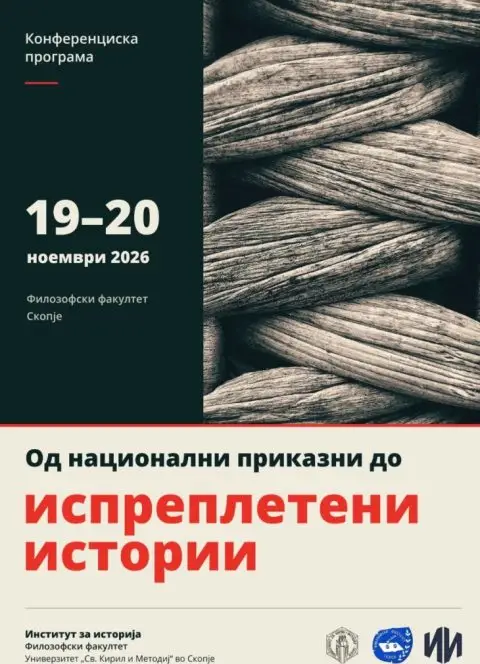 Конференциска
програма
19–20
ноември 2026
Филозофски факултет
Скопје
Од национални приказни до
испреплетени
истории
Институт за историја
Филозофски факултет
Универзитет „Св. Кирил и Методиј“ во Скопје
ИИ